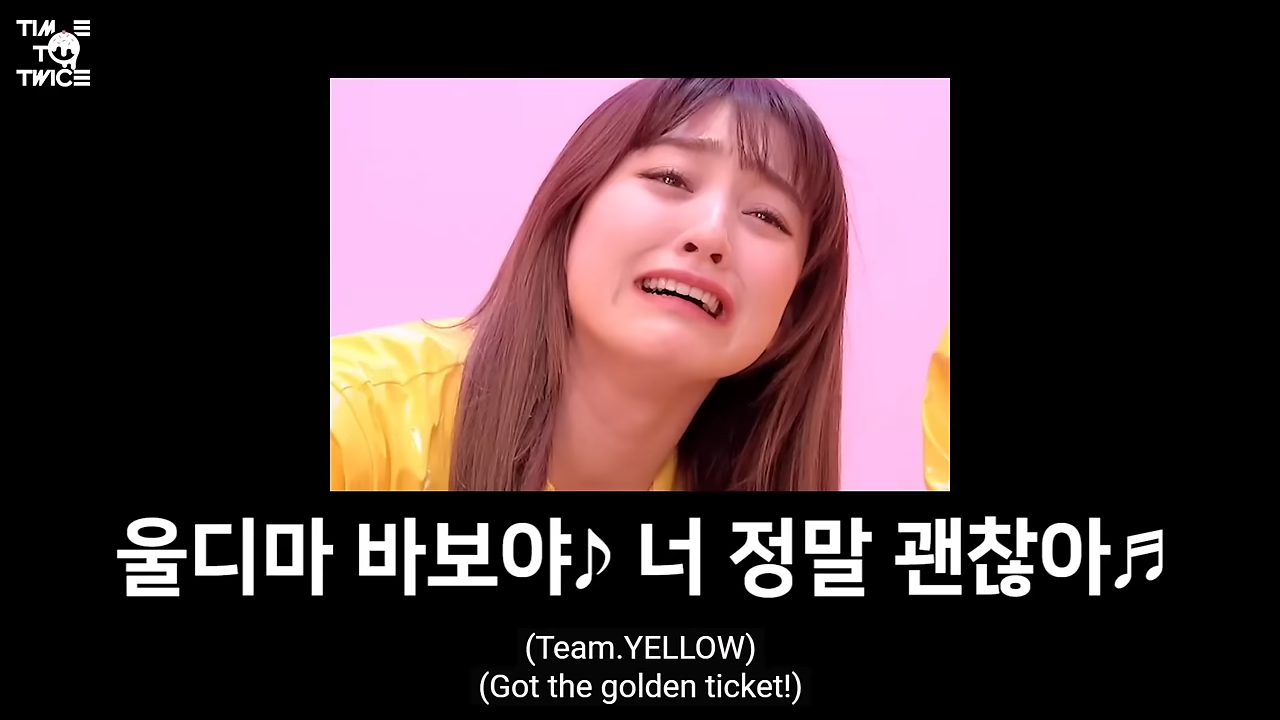 TIME
TO
TWICE
울디마 바보야♪ 너 정말 괜찮아♬
(Team.YELLOW)
(Got the golden ticket!)